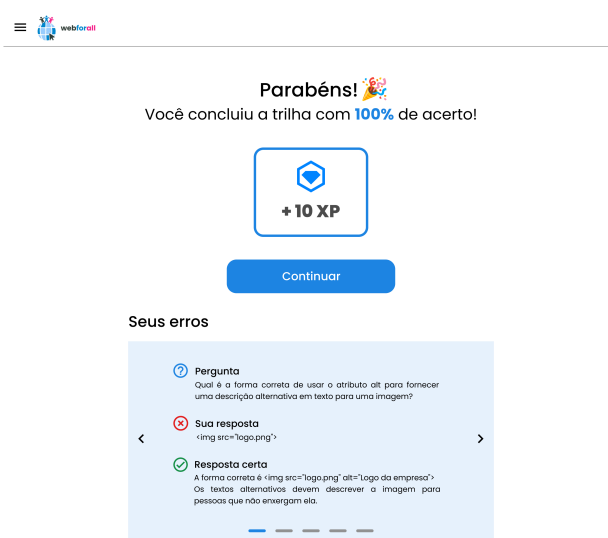 webforall
Parabéns! 🎉
Você concluiu a trilha com 100% de acerto!
+ 10 XP
Continuar
Seus erros
Pergunta
Qual é a forma correta de usar o atributo alt para fornecer
uma descrição alternativa em texto para uma imagem?
Sua resposta
<img src="logo.png">
Resposta certa
A forma correta é <img src="logo.png" alt="Logo da empresa">
Os textos alternativos devem descrever a imagem para
pessoas que não enxergam ela.